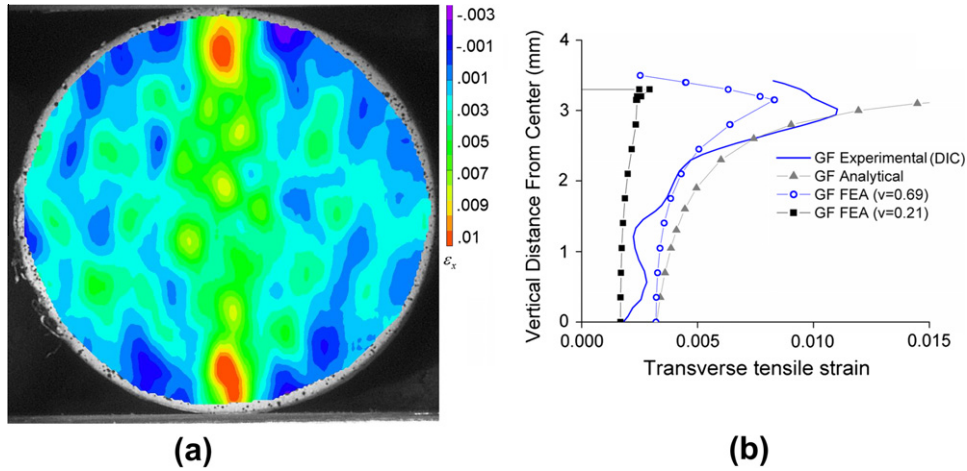 -.003
-.001
.001
.003
.005
.007
.009
.01
εx
(a)
Vertical Distance From Center (mm)
4
3
2
1
0
0.000
0.005
0.010
0.015
Transverse tensile strain
GF Experimental (DIC)
GF Analytical
GF FEA (v=0.69)
GF FEA (v=0.21)
(b)